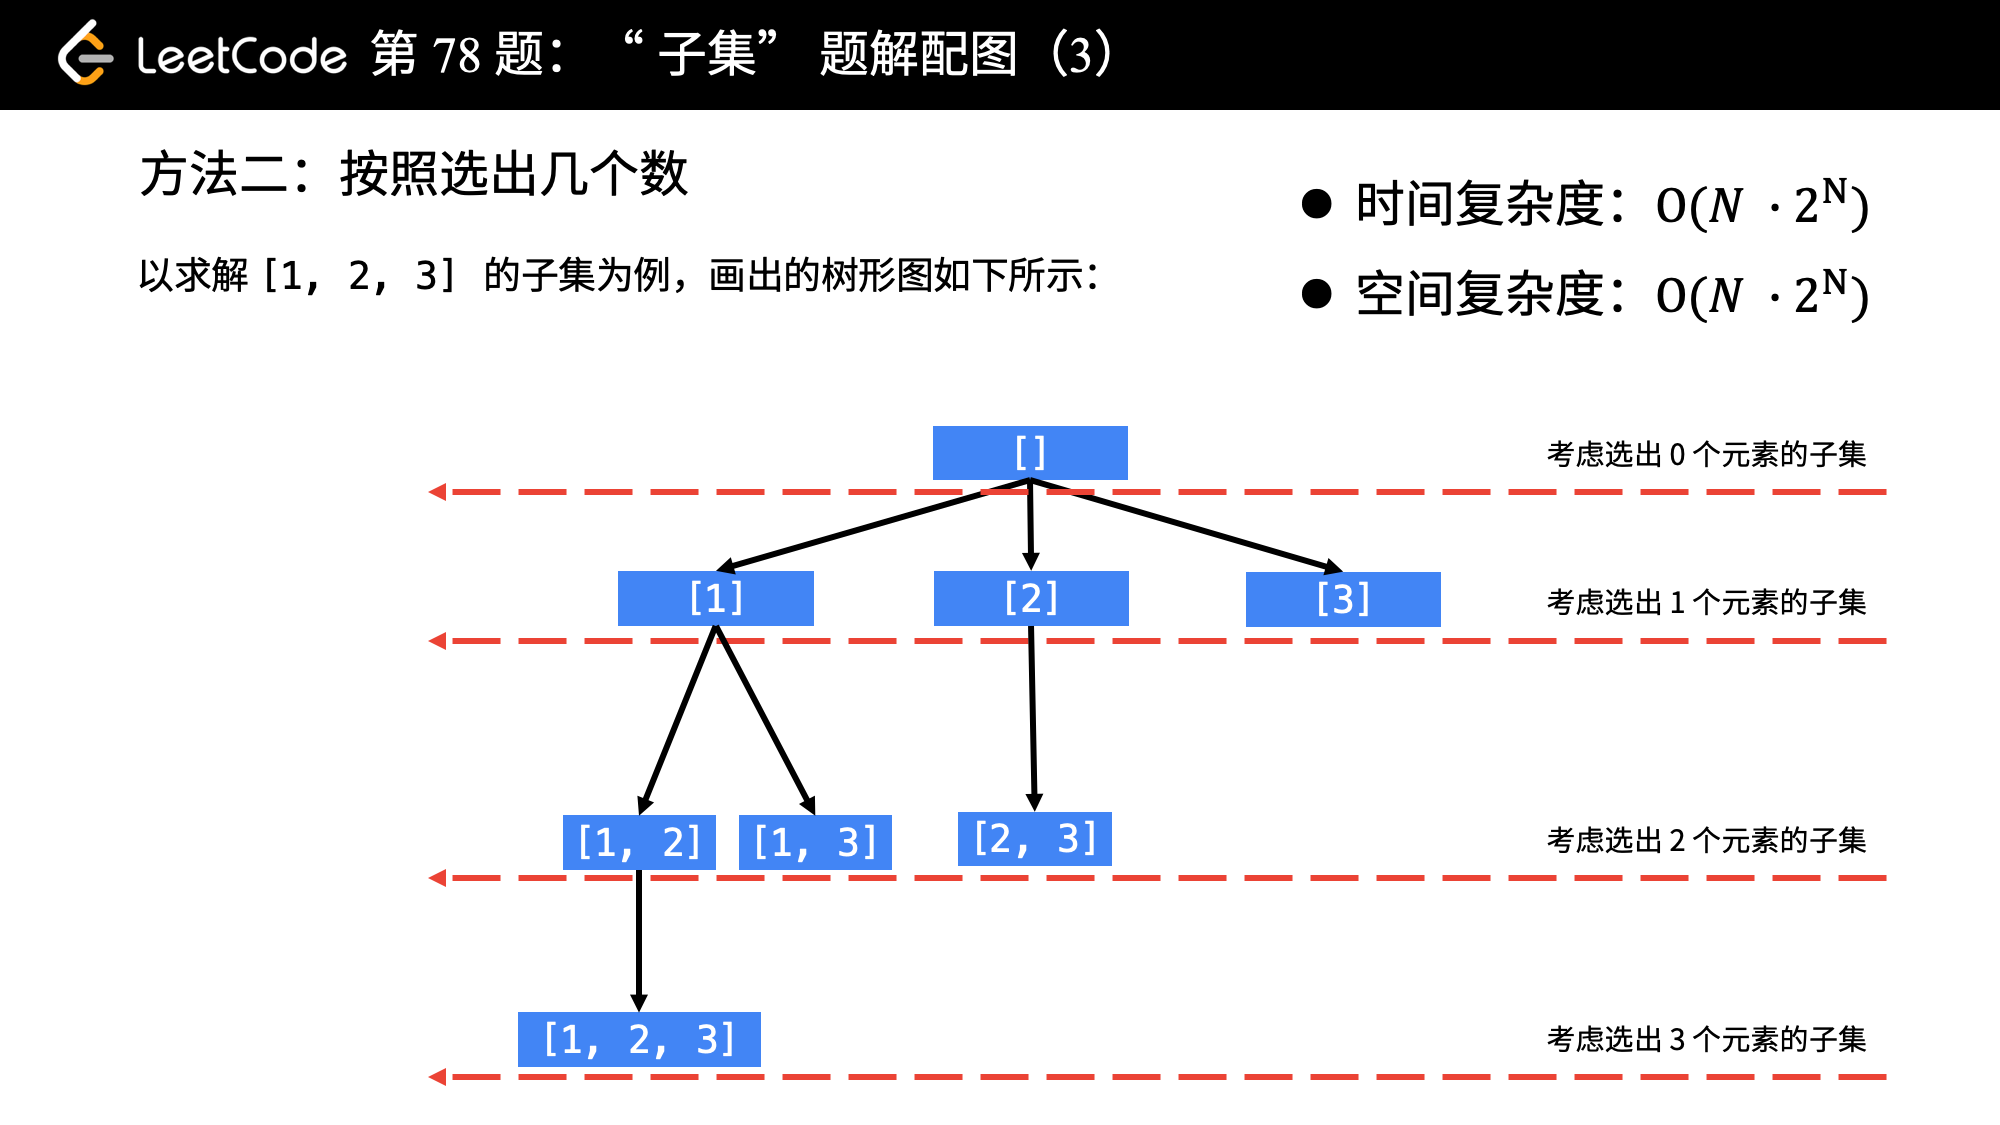 LeetCode 第 78 题：“子集” 题解配图（3）
方法二：按照选出几个数
以求解 [1, 2, 3] 的子集为例，画出的树形图如下所示：
● 时间复杂度：O(N · 2^N)
● 空间复杂度：O(N · 2^N)
[] 考虑选出 0 个元素的子集
[1] [2] [3] 考虑选出 1 个元素的子集
[1, 2] [1, 3] [2, 3] 考虑选出 2 个元素的子集
[1, 2, 3] 考虑选出 3 个元素的子集